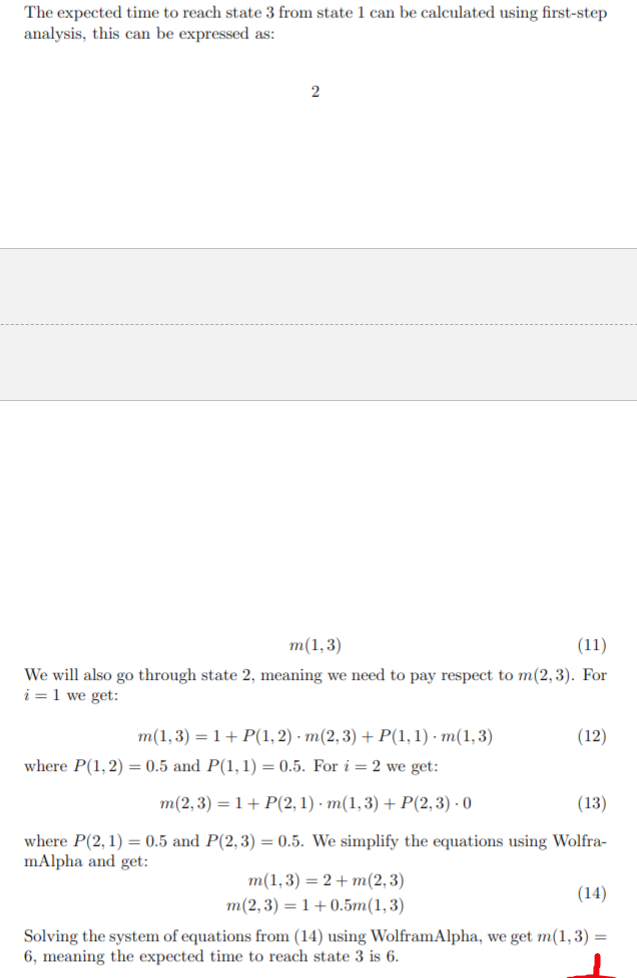 The expected time to reach state 3 from state 1 can be calculated using first-step
analysis, this can be expressed as:
2
m(1, 3) (11)
We will also go through state 2, meaning we need to pay respect to m(2, 3). For
i = 1 we get:
m(1, 3) = 1 + P(1, 2) · m(2, 3) + P(1, 1) · m(1, 3) (12)
where P(1, 2) = 0.5 and P(1, 1) = 0.5. For i = 2 we get:
m(2, 3) = 1 + P(2, 1) · m(1, 3) + P(2, 3) · 0 (13)
where P(2, 1) = 0.5 and P(2, 3) = 0.5. We simplify the equations using Wolfra-
mAlpha and get:
m(1, 3) = 2 + m(2, 3)
m(2, 3) = 1 + 0.5m(1, 3) (14)
Solving the system of equations from (14) using WolframAlpha, we get m(1, 3) =
6, meaning the expected time to reach state 3 is 6.